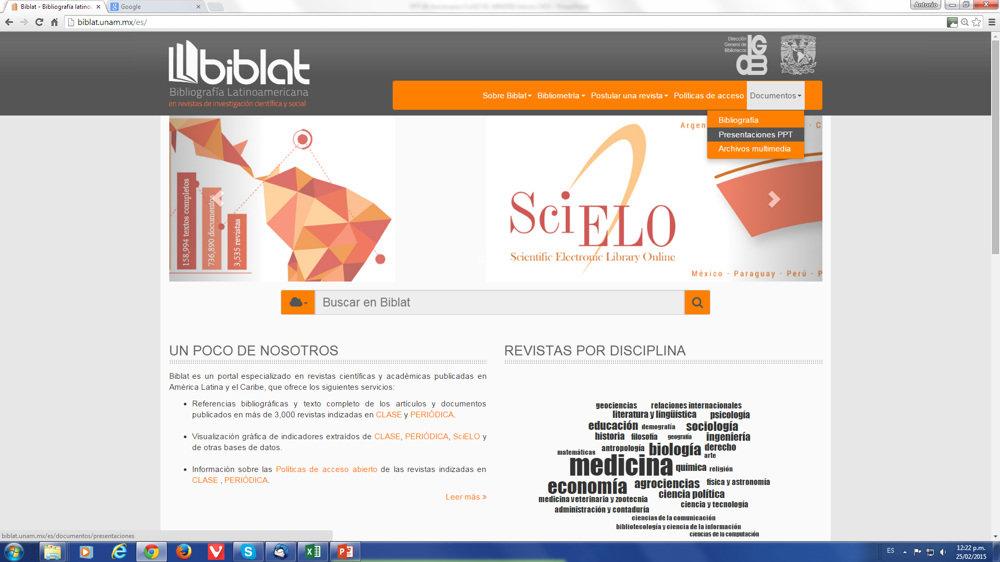 Biblat - Bibliografía latino
Google
Antonio
biblat.unam.mx/es/
biblat
Bibliografía Latinoamericana
en revistas de investigación científica y social
Dirección
General de
Bibliotecas
DGB
Sobre Biblat
Bibliometría
Postular una revista
Políticas de acceso
Documentos
Bibliografía
Presentaciones PPT
Archivos multimedia
158,994 textos completos
736,890 documentos
3,535 revistas
Argen
· C
SciELO
Scientific Electronic Library Online
México · Paraguay · Perú · P
Buscar en Biblat
UN POCO DE NOSOTROS
Biblat es un portal especializado en revistas científicas y académicas publicadas en
América Latina y el Caribe, que ofrece los siguientes servicios:
• Referencias bibliográficas y texto completo de los artículos y documentos
publicados en más de 3,000 revistas indizadas en CLASE y PERIÓDICA.
• Visualización gráfica de indicadores extraídos de CLASE, PERIÓDICA, SciELO y
de otras bases de datos.
• Información sobre las Políticas de acceso abierto de las revistas indizadas en
CLASE , PERIÓDICA.
Leer más »
REVISTAS POR DISCIPLINA
geociencias
relaciones internacionales
literatura y lingüística
psicología
educación
demografía
sociología
historia
filosofía
geografía
ingeniería
matemáticas
antropología
biología
derecho
arte
medicina
química
religión
economía
agrociencias
física y astronomía
ciencia política
medicina veterinaria y zootecnia
ciencia y tecnología
administración y contaduría
ciencias de la comunicación
bibliotecología y ciencia de la información
ciencias de la computación
biblat.unam.mx/es/documentos/presentaciones
ES
12:22 p.m.
25/02/2015